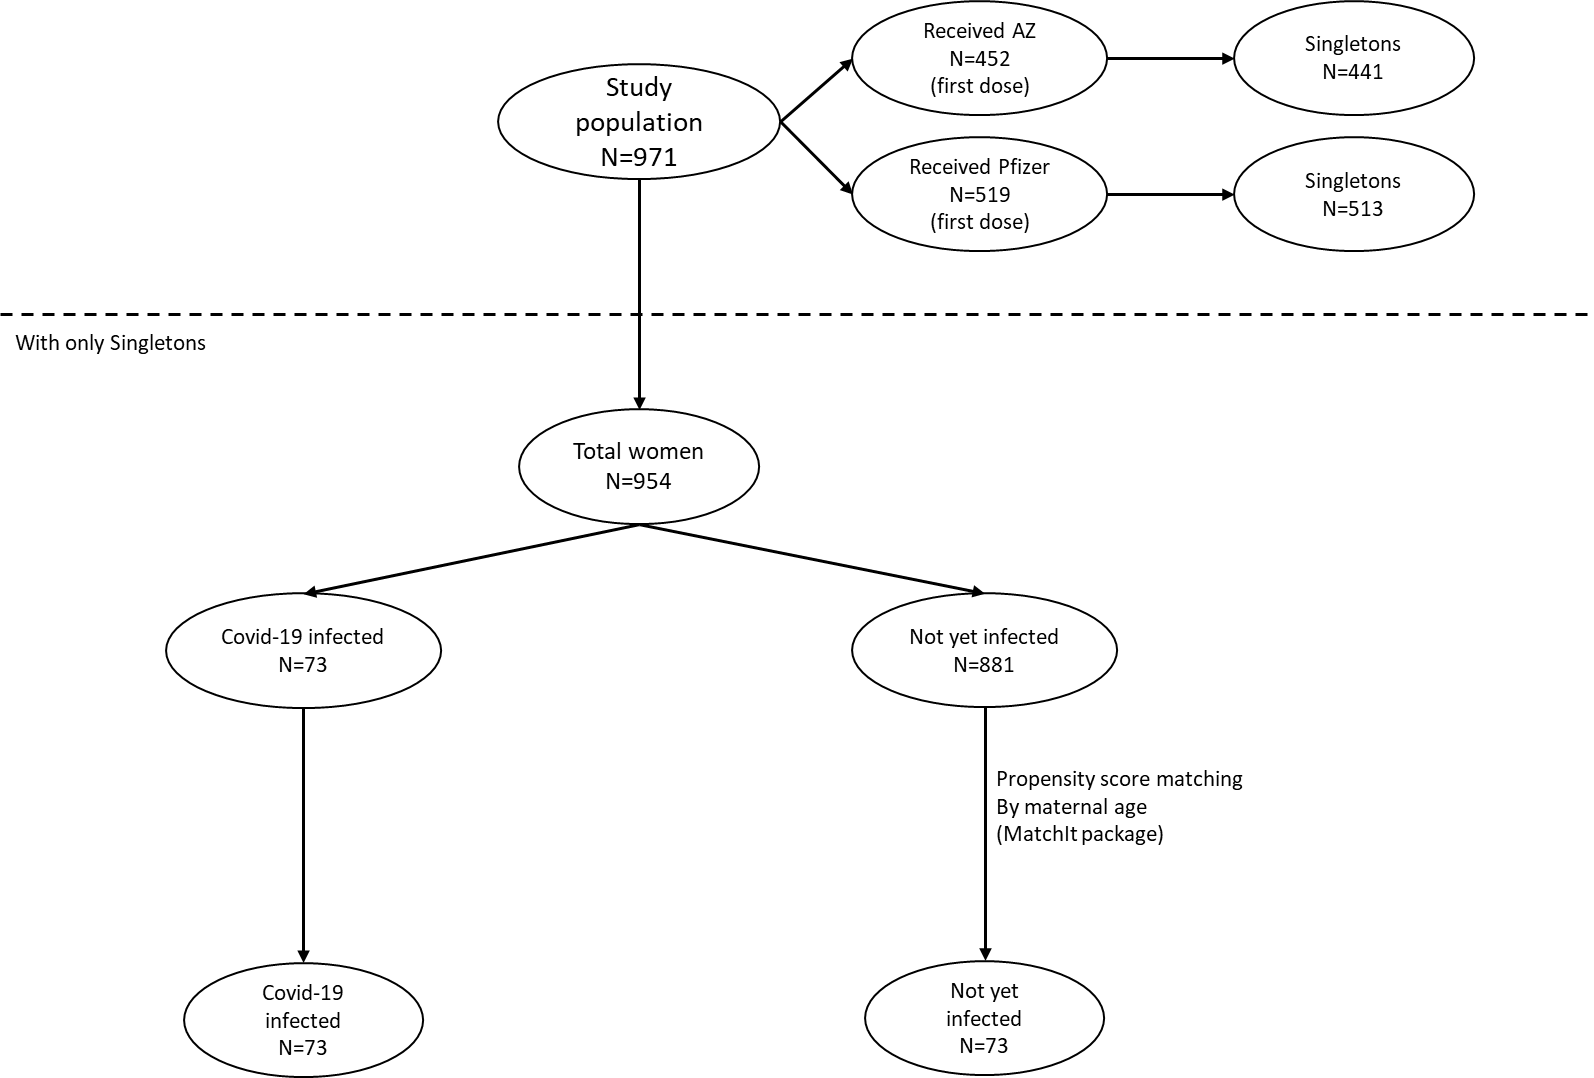 Study
population
N=971
Received AZ
N=452
(first dose)
Singletons
N=441
Received Pfizer
N=519
(first dose)
Singletons
N=513
With only Singletons
Total women
N=954
Covid-19 infected
N=73
Not yet infected
N=881
Propensity score matching
By maternal age
(MatchIt package)
Covid-19
infected
N=73
Not yet
infected
N=73